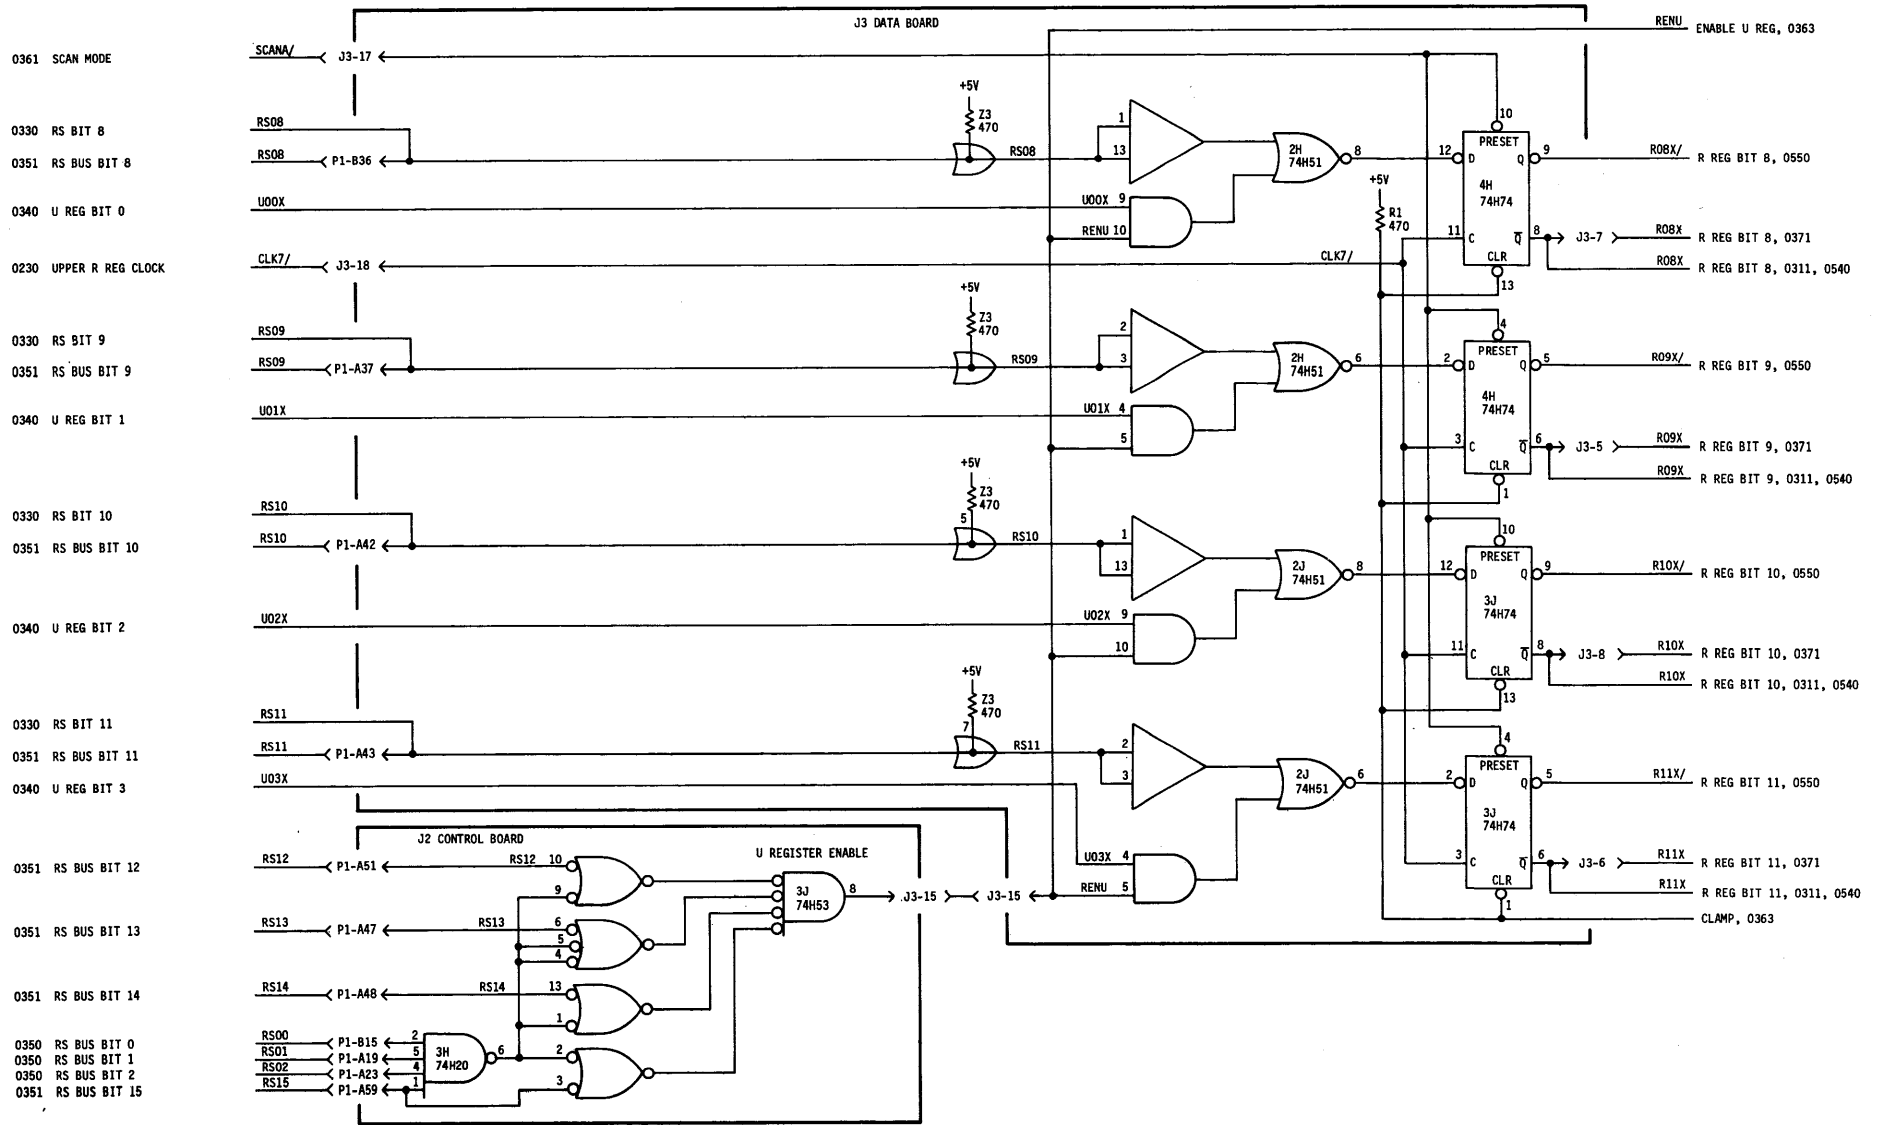 J3 DATA BOARD
RENU ENABLE U REG, 0363
0361 SCAN MODE SCANA/ J3-17
+5V
Z3
470
10
PRESET
0330 RS BIT 8 RS08
1
0351 RS BUS BIT 8 RS08 P1-B36 RS08 13 2H 74H51 8 12 D Q 9 R08X/ R REG BIT 8, 0550
+5V
R1
470
4H
74H74
0340 U REG BIT 0 U00X U00X 9
RENU 10 11 C Q 8 J3-7 R08X R REG BIT 8, 0371
0230 UPPER R REG CLOCK CLK7/ J3-18 CLK7/ CLR R08X R REG BIT 8, 0311, 0540
13
+5V
Z3
470
4
PRESET
0330 RS BIT 9 RS09
2
0351 RS BUS BIT 9 RS09 P1-A37 RS09 3 2H 74H51 6 2 D Q 5 R09X/ R REG BIT 9, 0550
4H
74H74
0340 U REG BIT 1 U01X U01X 4
5 3 C Q 6 J3-5 R09X R REG BIT 9, 0371
CLR R09X R REG BIT 9, 0311, 0540
1
+5V
Z3
470
5
10
PRESET
0330 RS BIT 10 RS10
0351 RS BUS BIT 10 RS10 P1-A42 RS10 1
13 2J 74H51 8 12 D Q 9 R10X/ R REG BIT 10, 0550
3J
74H74
0340 U REG BIT 2 U02X U02X 9
10 11 C Q 8 J3-8 R10X R REG BIT 10, 0371
CLR R10X R REG BIT 10, 0311, 0540
13
+5V
Z3
470
7
4
PRESET
0330 RS BIT 11 RS11
0351 RS BUS BIT 11 RS11 P1-A43 RS11 2
3 2J 74H51 6 2 D Q 5 R11X/ R REG BIT 11, 0550
0340 U REG BIT 3 U03X
3J
74H74
J2 CONTROL BOARD
U REGISTER ENABLE
U03X 4 3 C Q 6 J3-6 R11X R REG BIT 11, 0371
0351 RS BUS BIT 12 RS12 P1-A51 RS12 10
9
3J
74H53
8 J3-15 J3-15 RENU 5 CLR R11X R REG BIT 11, 0311, 0540
1
CLAMP, 0363
0351 RS BUS BIT 13 RS13 P1-A47 RS13 6
5
4
0351 RS BUS BIT 14 RS14 P1-A48 RS14 13
1
0350 RS BUS BIT 0 RS00 P1-B15 2
0350 RS BUS BIT 1 RS01 P1-A19 5 3H 74H20 6 2
0350 RS BUS BIT 2 RS02 P1-A23 4
0351 RS BUS BIT 15 RS15 P1-A59 1 3